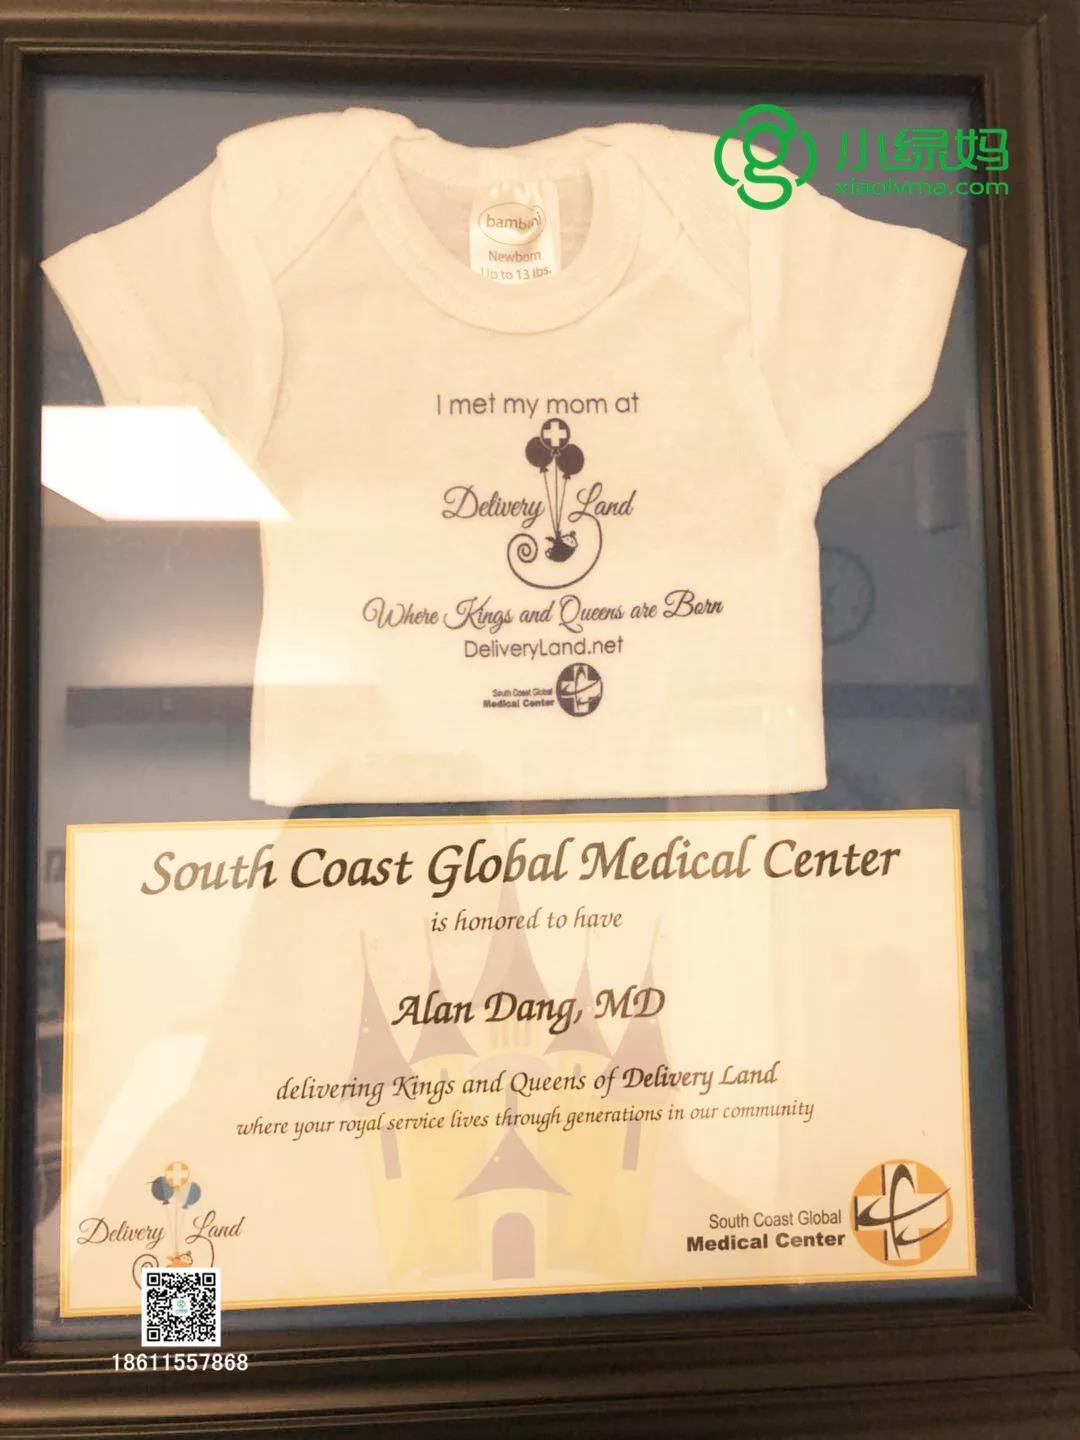 小绿妈
xiaolvma.com
bambini
Newborn
Up to 13 lbs.
I met my mom at
Delivery Land
Where Kings and Queens are Born
DeliveryLand.net
South Coast Global
Medical Center
South Coast Global Medical Center
is honored to have
Alan Dang, MD
delivering Kings and Queens of Delivery Land
where your royal service lives through generations in our community
Delivery Land
South Coast Global
Medical Center
18611557868